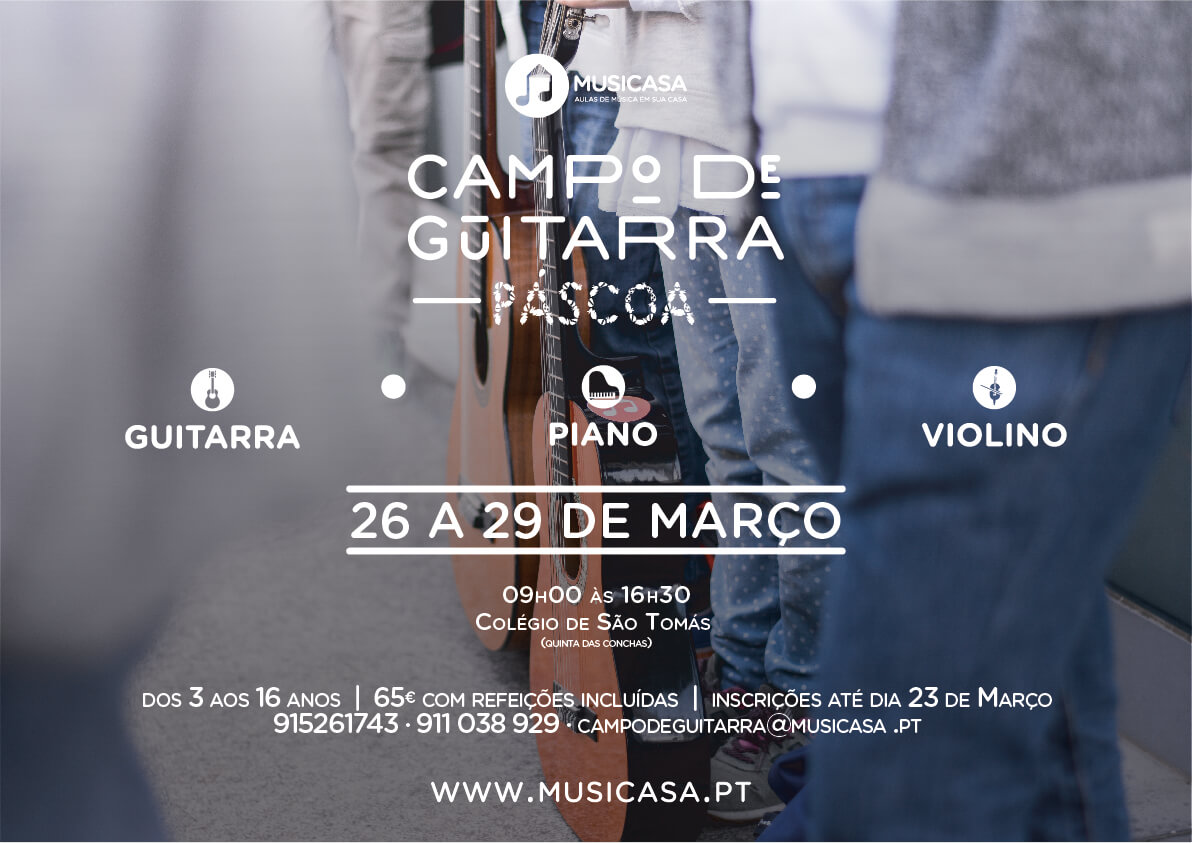 MUSICASA
AULAS DE MÚSICA EM SUA CASA
CAMPO DE
GUITARRA
PÁSCOA
GUITARRA
PIANO
VIOLINO
26 A 29 DE MARÇO
09H00 ÀS 16H30
COLÉGIO DE SÃO TOMÁS
(QUINTA DAS CONCHAS)
DOS 3 AOS 16 ANOS | 65€ COM REFEIÇÕES INCLUÍDAS | INSCRIÇÕES ATÉ DIA 23 DE MARÇO
915261743 · 911 038 929 · CAMPODEGUITARRA@MUSICASA .PT
WWW.MUSICASA.PT